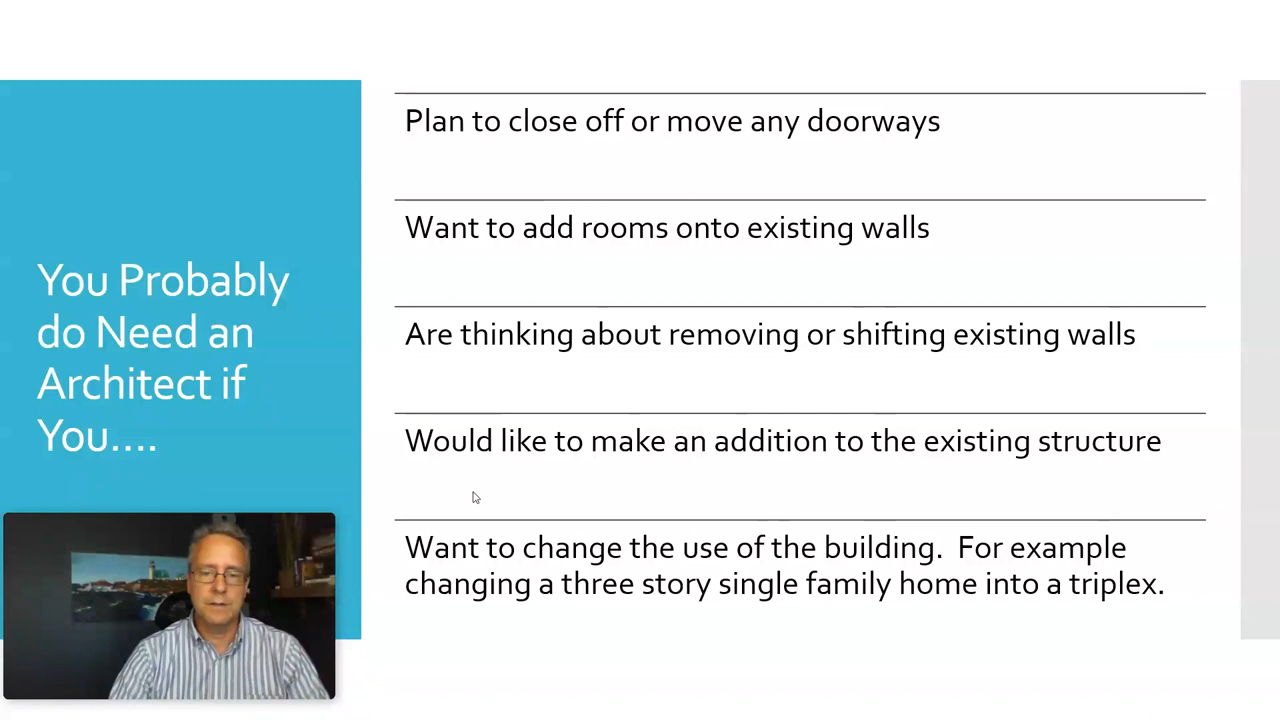 You Probably
do Need an
Architect if
You....
Plan to close off or move any doorways
Want to add rooms onto existing walls
Are thinking about removing or shifting existing walls
Would like to make an addition to the existing structure
Want to change the use of the building.  For example
changing a three story single family home into a triplex.